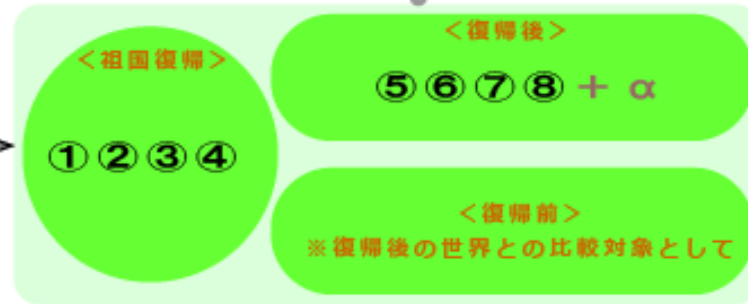 ＜祖国復帰＞
①②③④
＜復帰後＞
⑤⑥⑦⑧＋ α
＜復帰前＞
※復帰後の世界との比較対象として